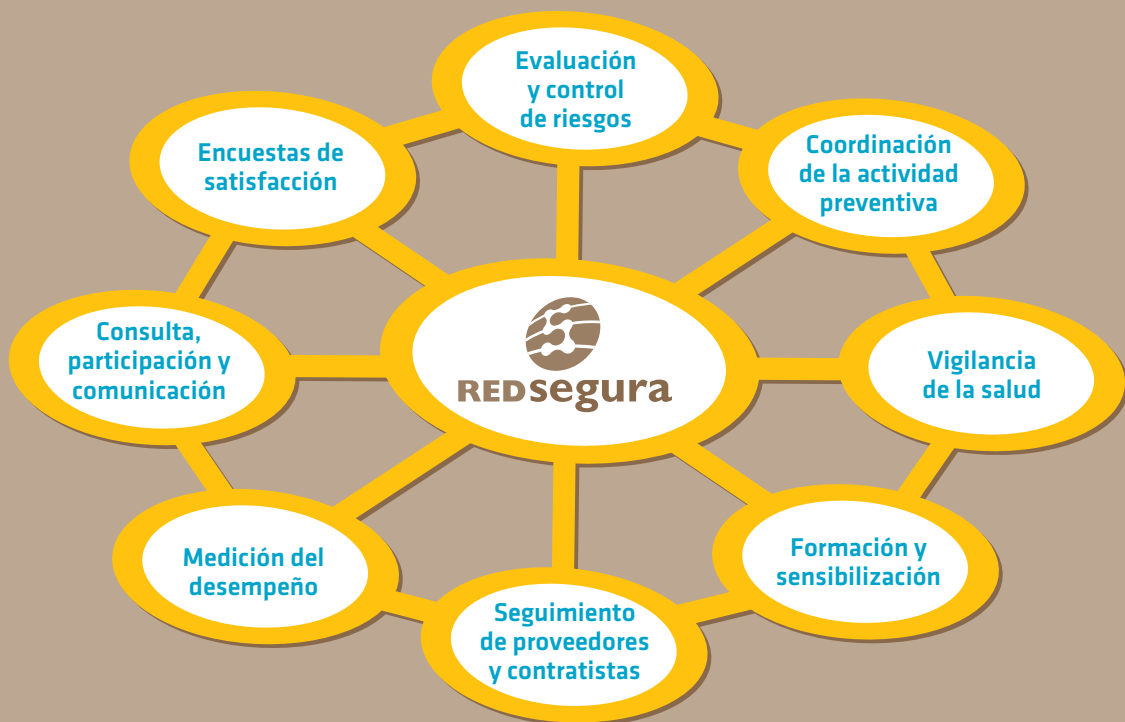 Evaluación
y control
de riesgos
Coordinación
de la actividad
preventiva
Encuestas de
satisfacción
Consulta,
participación y
comunicación
REDsegura
Vigilancia
de la salud
Medición del
desempeño
Formación y
sensibilización
Seguimiento
de proveedores
y contratistas